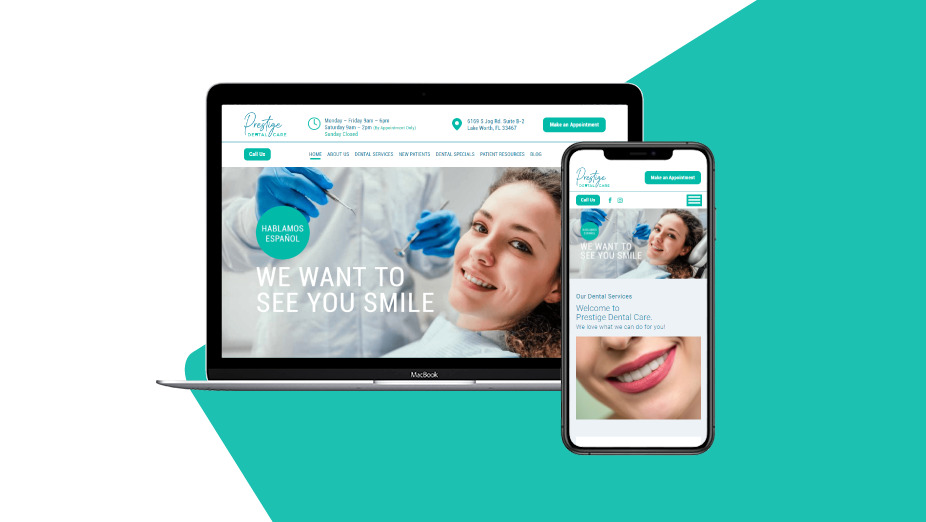 Prestige
DENTAL CARE
Monday – Friday 9am – 6pm
Saturday 9am – 2pm (By Appointment Only)
Sunday Closed
6169 S Jog Rd. Suite B-2
Lake Worth, FL 33467
Make an Appointment
Call Us
HOME ABOUT US DENTAL SERVICES NEW PATIENTS DENTAL SPECIALS PATIENT RESOURCES BLOG
HABLAMOS
ESPAÑOL
WE WANT TO
SEE YOU SMILE
MacBook
Prestige
DENTAL CARE
Make an Appointment
Call Us
HABLAMOS
ESPAÑOL
WE WANT TO
SEE YOU SMILE
Our Dental Services
Welcome to
Prestige Dental Care.
We love what we can do for you!